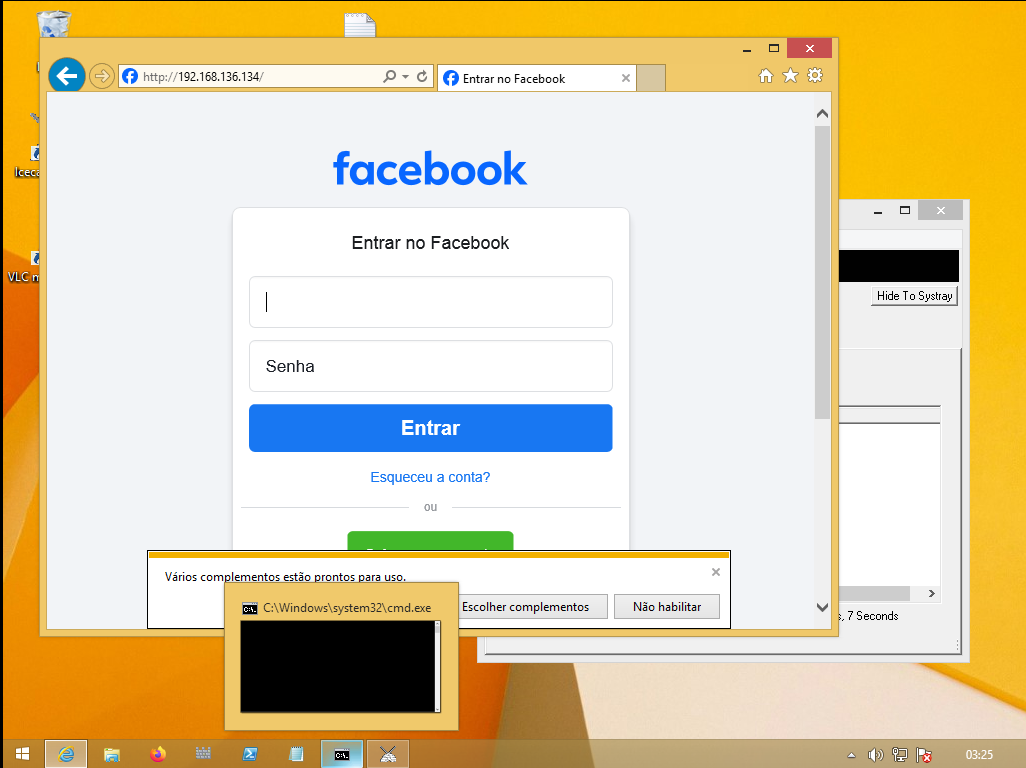 http://192.168.136.134/
Entrar no Facebook
facebook
Entrar no Facebook
Senha
Entrar
Esqueceu a conta?
ou
Hide To Systray
Vários complementos estão prontos para uso.
Escolher complementos
Não habilitar
C:\Windows\system32\cmd.exe
, 7 Seconds
VLC
03:25